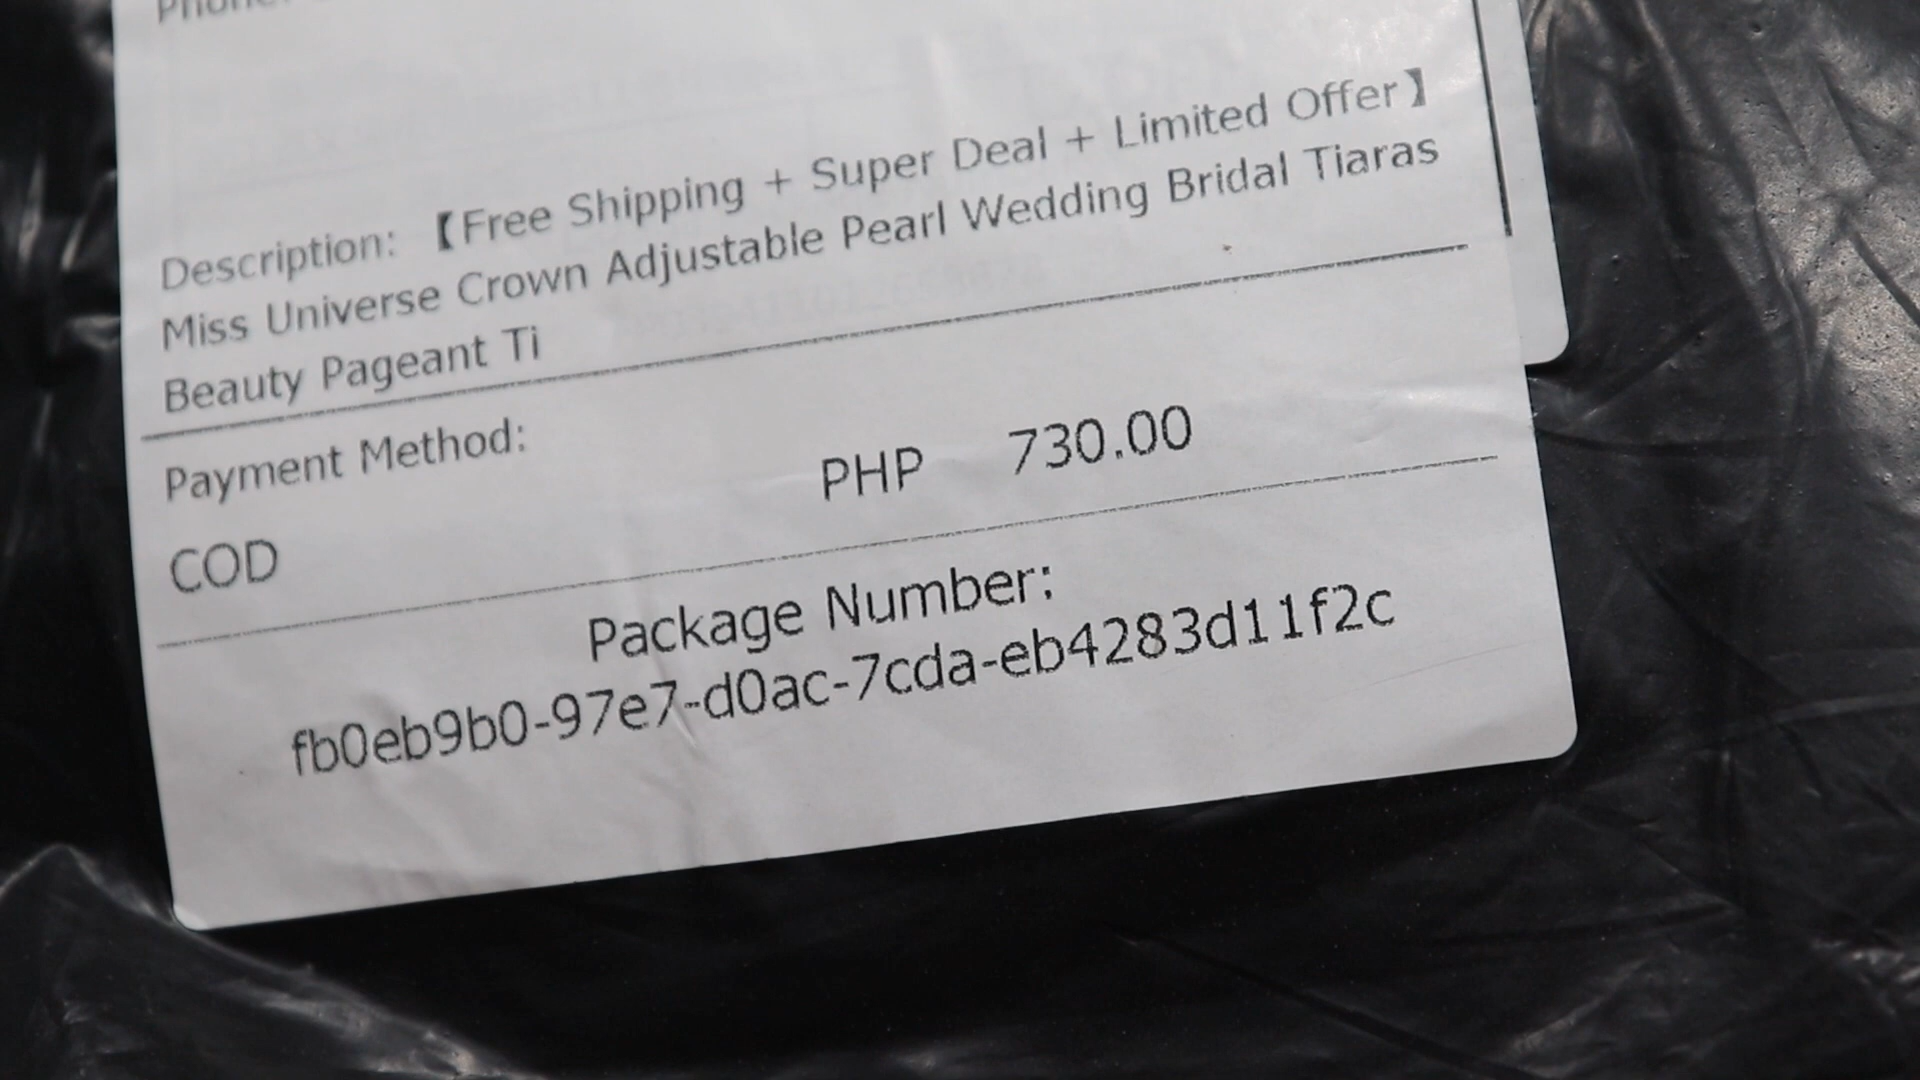 Phone:
Description: 【Free Shipping + Super Deal + Limited Offer】
Miss Universe Crown Adjustable Pearl Wedding Bridal Tiaras
Beauty Pageant Ti
Payment Method:
COD PHP 730.00
Package Number:
fb0eb9b0-97e7-d0ac-7cda-eb4283d11f2c